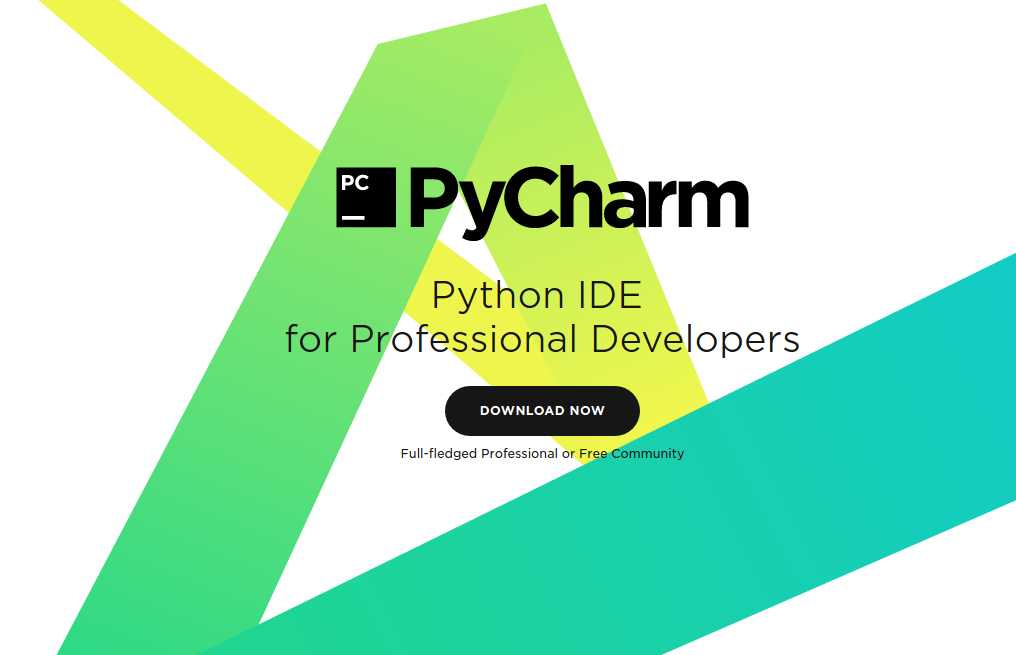 PC
PyCharm
Python IDE
for Professional Developers
DOWNLOAD NOW
Full-fledged Professional or Free Community